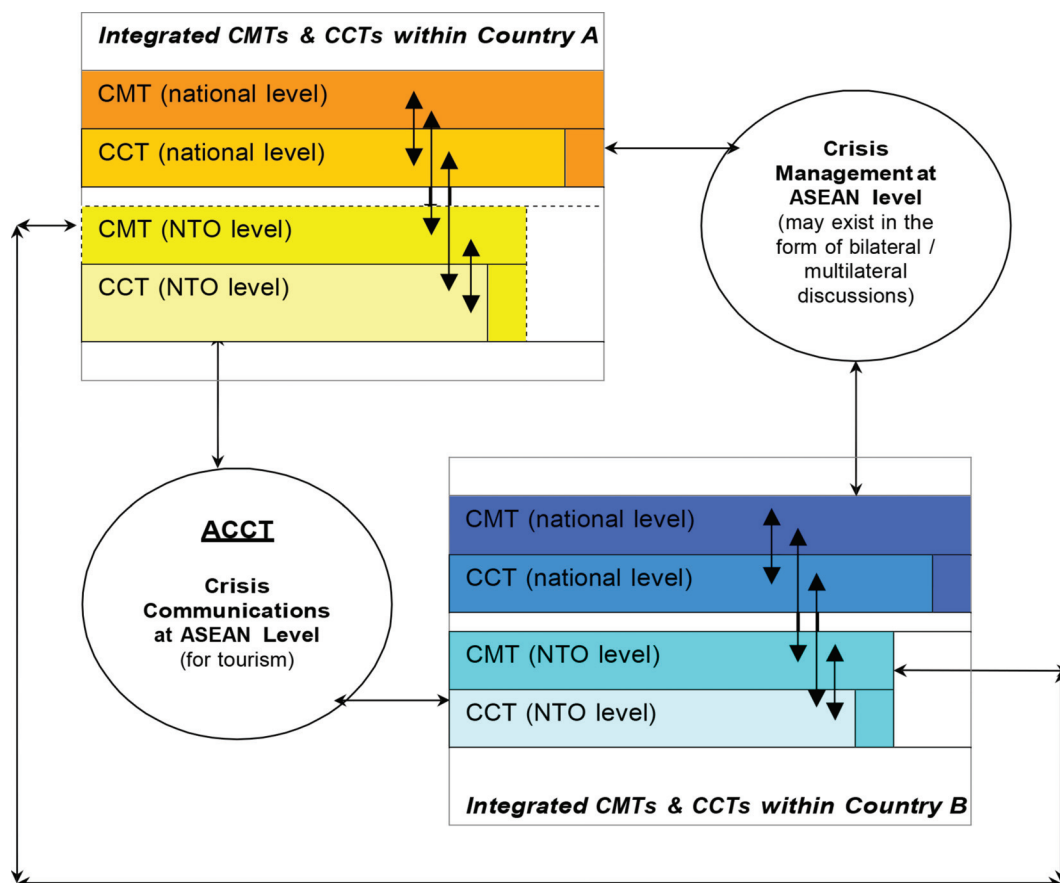 Integrated CMTs & CCTs within Country A
CMT (national level)
CCT (national level)
CMT (NTO level)
CCT (NTO level)
Crisis
Management at
ASEAN level
(may exist in the
form of bilateral /
multilateral
discussions)
ACCT
Crisis
Communications
at ASEAN Level
(for tourism)
CMT (national level)
CCT (national level)
CMT (NTO level)
CCT (NTO level)
Integrated CMTs & CCTs within Country B